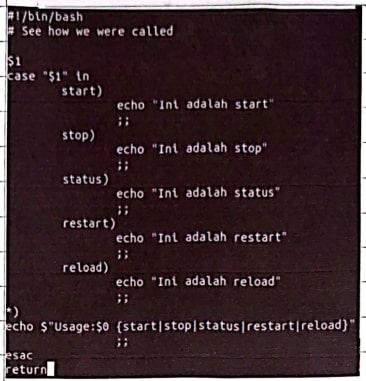 #!/bin/bash
# See how we were called

$1
case "$1" in
        start)
                echo "Ini adalah start"
                ;;
        stop)
                echo "Ini adalah stop"
                ;;
        status)
                echo "Ini adalah status"
                ;;
        restart)
                echo "Ini adalah restart"
                ;;
        reload)
                echo "Ini adalah reload"
                ;;
*)
echo $"Usage:$0 {start|stop|status|restart|reload}"
                ;;
esac
return